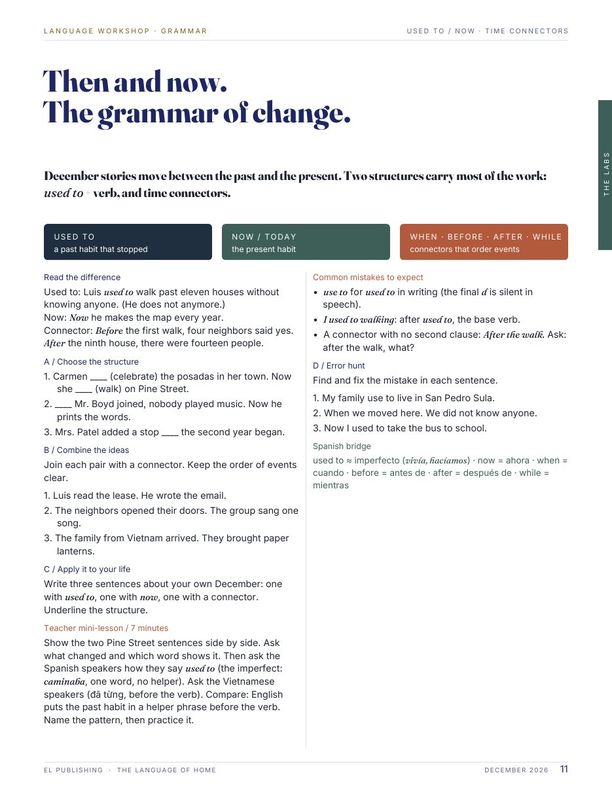 LANGUAGE WORKSHOP · GRAMMAR
USED TO / NOW · TIME CONNECTORS
Then and now.
The grammar of change.
THE LABS
December stories move between the past and the present. Two structures carry most of the work:
used to + verb, and time connectors.
USED TO
a past habit that stopped
NOW / TODAY
the present habit
WHEN · BEFORE · AFTER · WHILE
connectors that order events
Read the difference
Used to: Luis used to walk past eleven houses without
knowing anyone. (He does not anymore.)
Now: Now he makes the map every year.
Connector: Before the first walk, four neighbors said yes.
After the ninth house, there were fourteen people.
A / Choose the structure
1. Carmen ____ (celebrate) the posadas in her town. Now
she ____ (walk) on Pine Street.
2. ____ Mr. Boyd joined, nobody played music. Now he
prints the words.
3. Mrs. Patel added a stop ____ the second year began.
B / Combine the ideas
Join each pair with a connector. Keep the order of events
clear.
1. Luis read the lease. He wrote the email.
2. The neighbors opened their doors. The group sang one
song.
3. The family from Vietnam arrived. They brought paper
lanterns.
C / Apply it to your life
Write three sentences about your own December: one
with used to, one with now, one with a connector.
Underline the structure.
Teacher mini-lesson / 7 minutes
Show the two Pine Street sentences side by side. Ask
what changed and which word shows it. Then ask the
Spanish speakers how they say used to (the imperfect:
caminaba, one word, no helper). Ask the Vietnamese
speakers (đã từng, before the verb). Compare: English
puts the past habit in a helper phrase before the verb.
Name the pattern, then practice it.
Common mistakes to expect
• use to for used to in writing (the final d is silent in
speech).
• I used to walking: after used to, the base verb.
• A connector with no second clause: After the walk. Ask:
after the walk, what?
D / Error hunt
Find and fix the mistake in each sentence.
1. My family use to live in San Pedro Sula.
2. When we moved here. We did not know anyone.
3. Now I used to take the bus to school.
Spanish bridge
used to ≈ imperfecto (vivía, hacíamos) · now = ahora · when =
cuando · before = antes de · after = después de · while =
mientras
EL PUBLISHING · THE LANGUAGE OF HOME
DECEMBER 2026 11